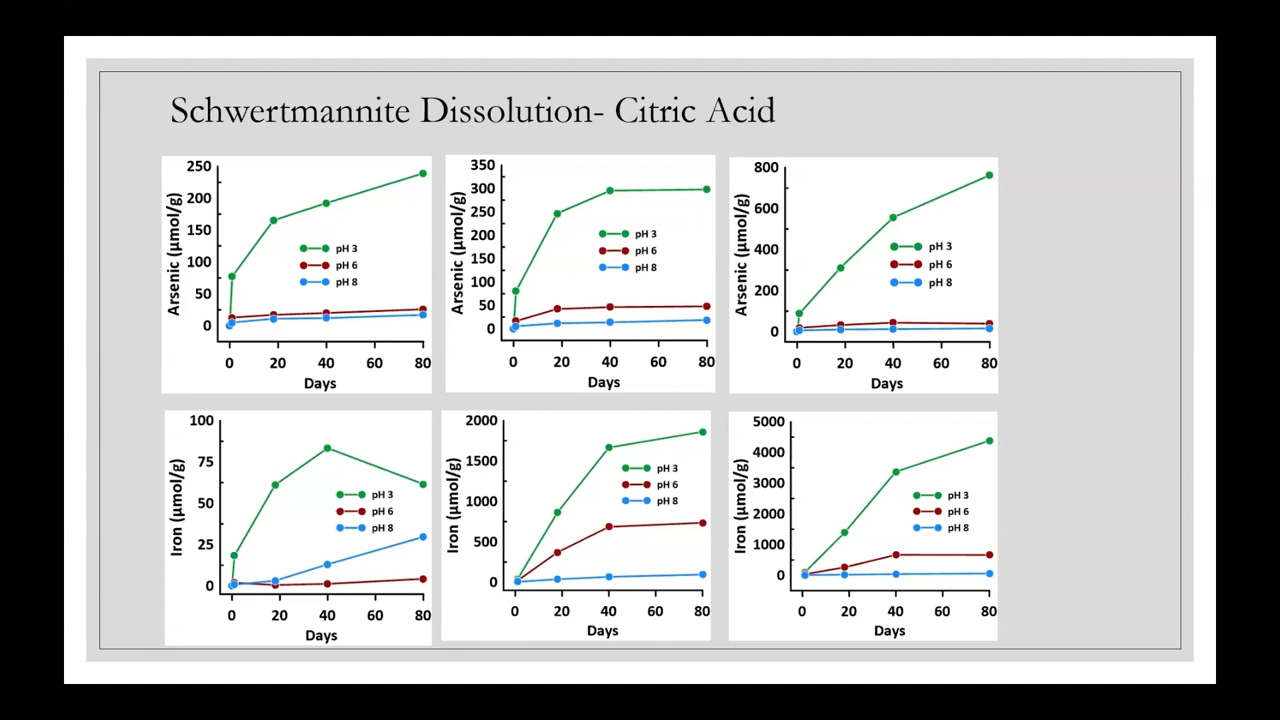 Schwertmannite Dissolution- Citric Acid
250
200
150
100
50
0
Arsenic (µmol/g)
pH 3
pH 6
pH 8
0 20 40 60 80
Days
350
300
250
200
150
100
50
0
Arsenic (µmol/g)
pH 3
pH 6
pH 8
0 20 40 60 80
Days
800
600
400
200
0
Arsenic (µmol/g)
pH 3
pH 6
pH 8
0 20 40 60 80
Days
100
75
50
25
0
Iron (µmol/g)
pH 3
pH 6
pH 8
0 20 40 60 80
Days
2000
1500
1000
500
0
Iron (µmol/g)
pH 3
pH 6
pH 8
0 20 40 60 80
Days
5000
4000
3000
2000
1000
0
Iron (µmol/g)
pH 3
pH 6
pH 8
0 20 40 60 80
Days